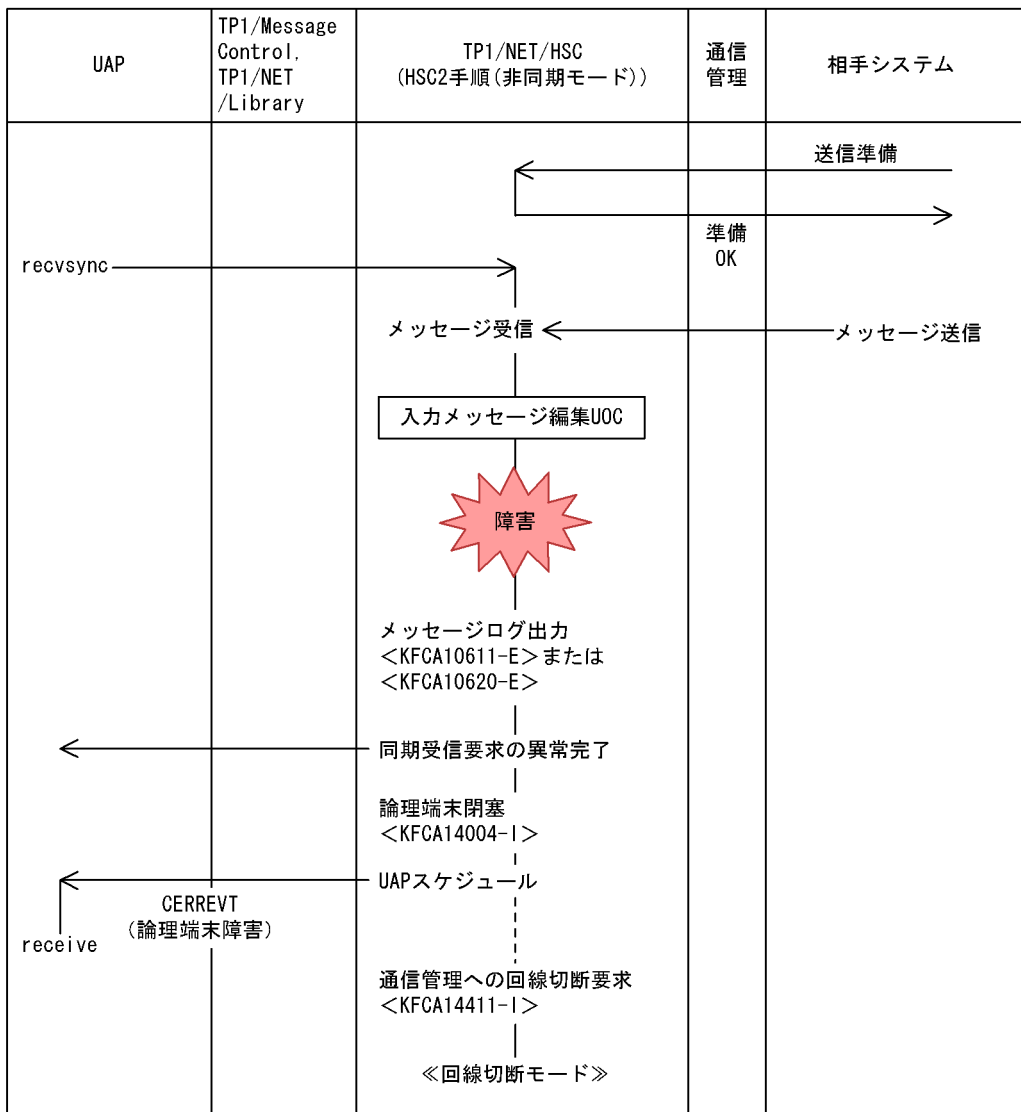 UAP
TP1/Message
Control,
TP1/NET
/Library
TP1/NET/HSC
(HSC2手順(非同期モード))
通信
管理
相手システム
送信準備
準備
OK
recvsync
メッセージ受信
メッセージ送信
入力メッセージ編集UOC
障害
メッセージログ出力
<KFCA10611-E>または
<KFCA10620-E>
同期受信要求の異常完了
論理端末閉塞
<KFCA14004-I>
UAPスケジュール
CERREVT
(論理端末障害)
receive
通信管理への回線切断要求
<KFCA14411-I>
≪回線切断モード≫